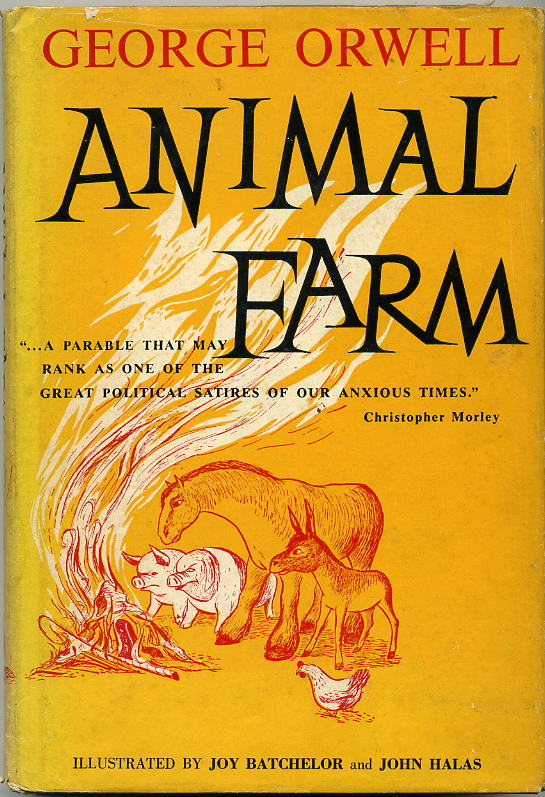 GEORGE ORWELL
ANIMAL
FARM
“...A PARABLE THAT MAY
RANK AS ONE OF THE
GREAT POLITICAL SATIRES OF OUR ANXIOUS TIMES.”
Christopher Morley
ILLUSTRATED BY JOY BATCHELOR and JOHN HALAS